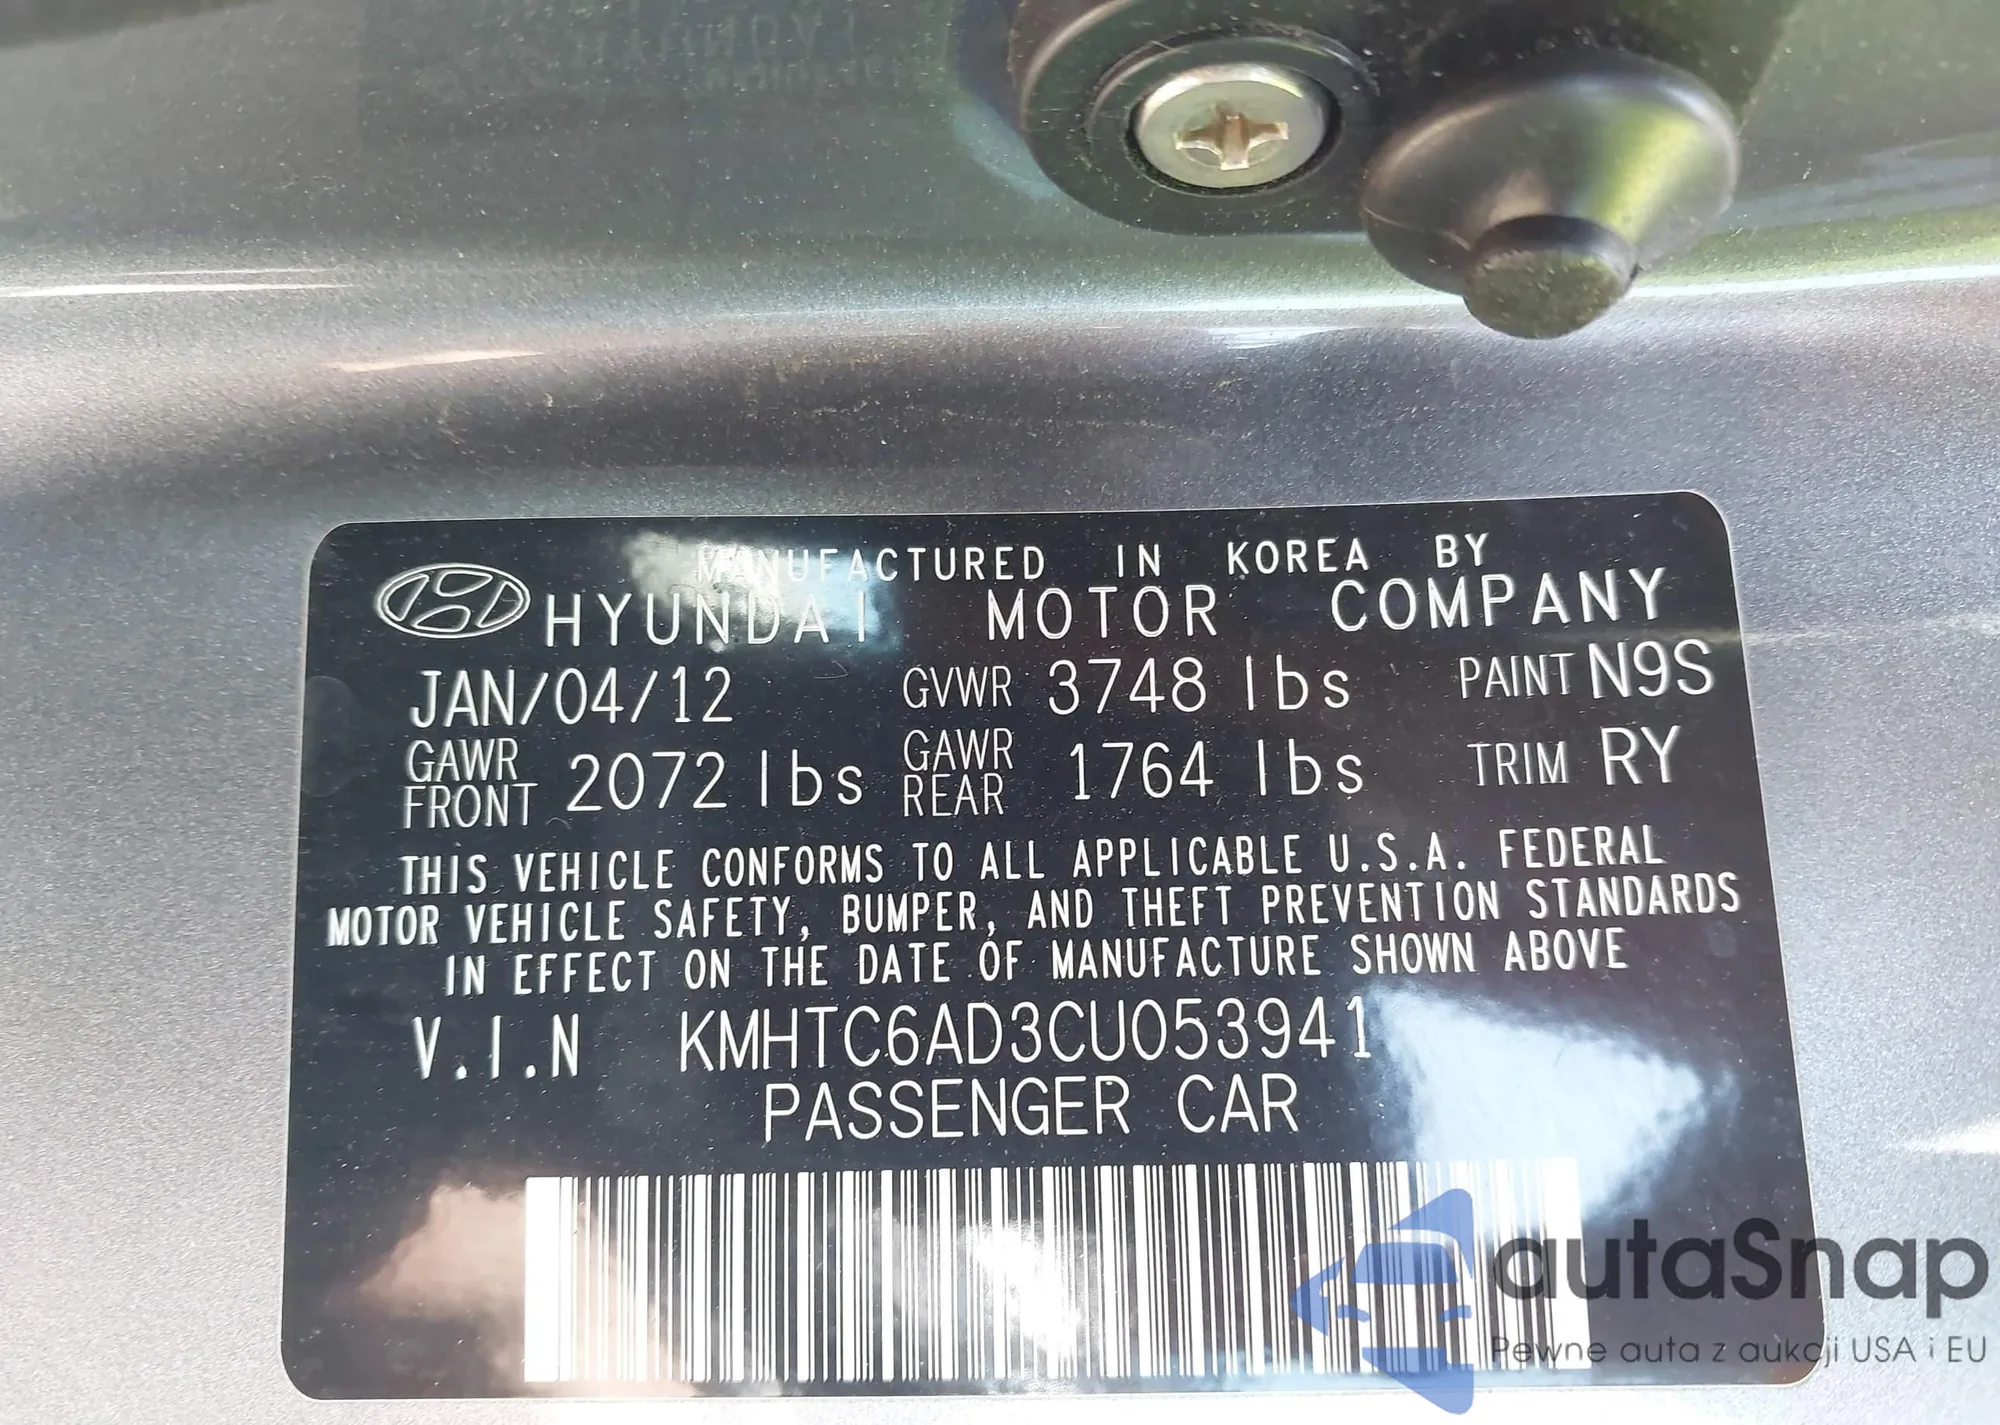 MANUFACTURED IN KOREA BY
HYUNDAI MOTOR COMPANY
JAN/04/12 GVWR 3748 lbs PAINT N9S
GAWR FRONT 2072 lbs GAWR REAR 1764 lbs TRIM RY
THIS VEHICLE CONFORMS TO ALL APPLICABLE U.S.A. FEDERAL
MOTOR VEHICLE SAFETY, BUMPER, AND THEFT PREVENTION STANDARDS
IN EFFECT ON THE DATE OF MANUFACTURE SHOWN ABOVE
V.I.N KMHTC6AD3CU053941
PASSENGER CAR
autaSnap
Pewne auta z aukcji USA i EU